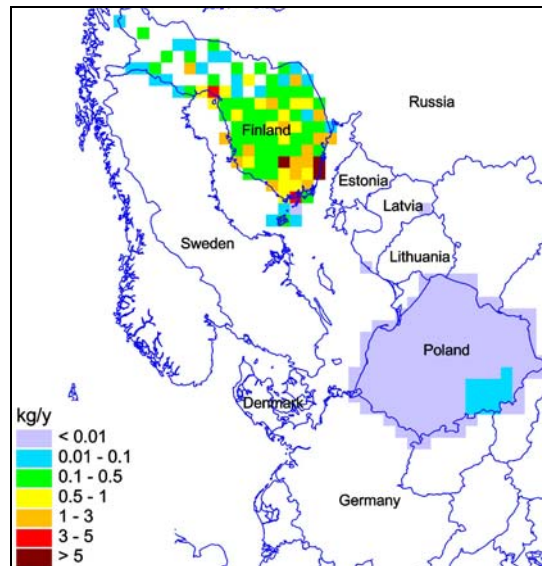 Russia
Finland
Estonia
Latvia
Lithuania
Sweden
Poland
Denmark
Germany
kg/y
< 0.01
0.01 - 0.1
0.1 - 0.5
0.5 - 1
1 - 3
3 - 5
> 5